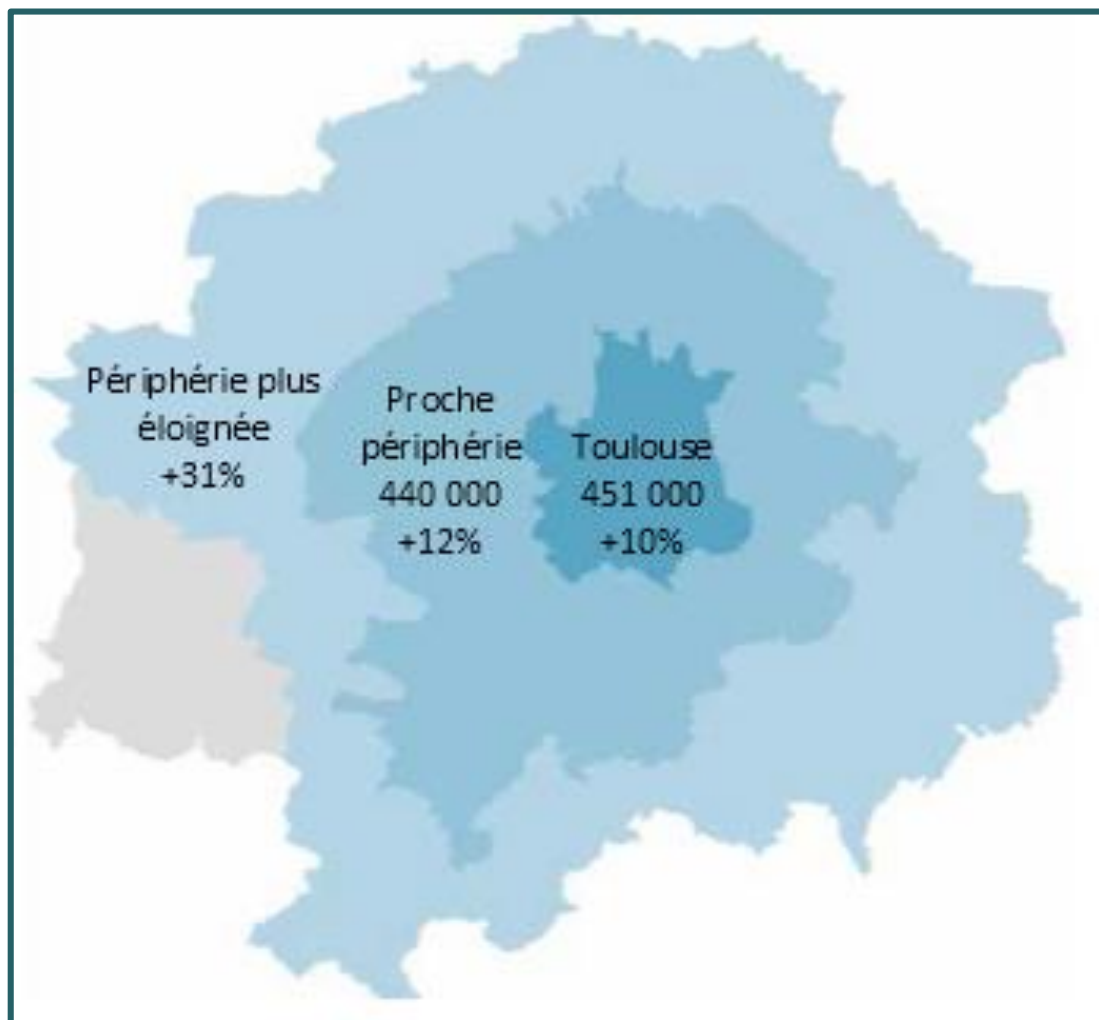 Périphérie plus
éloignée
+31%
Proche
périphérie
440 000
+12%
Toulouse
451 000
+10%